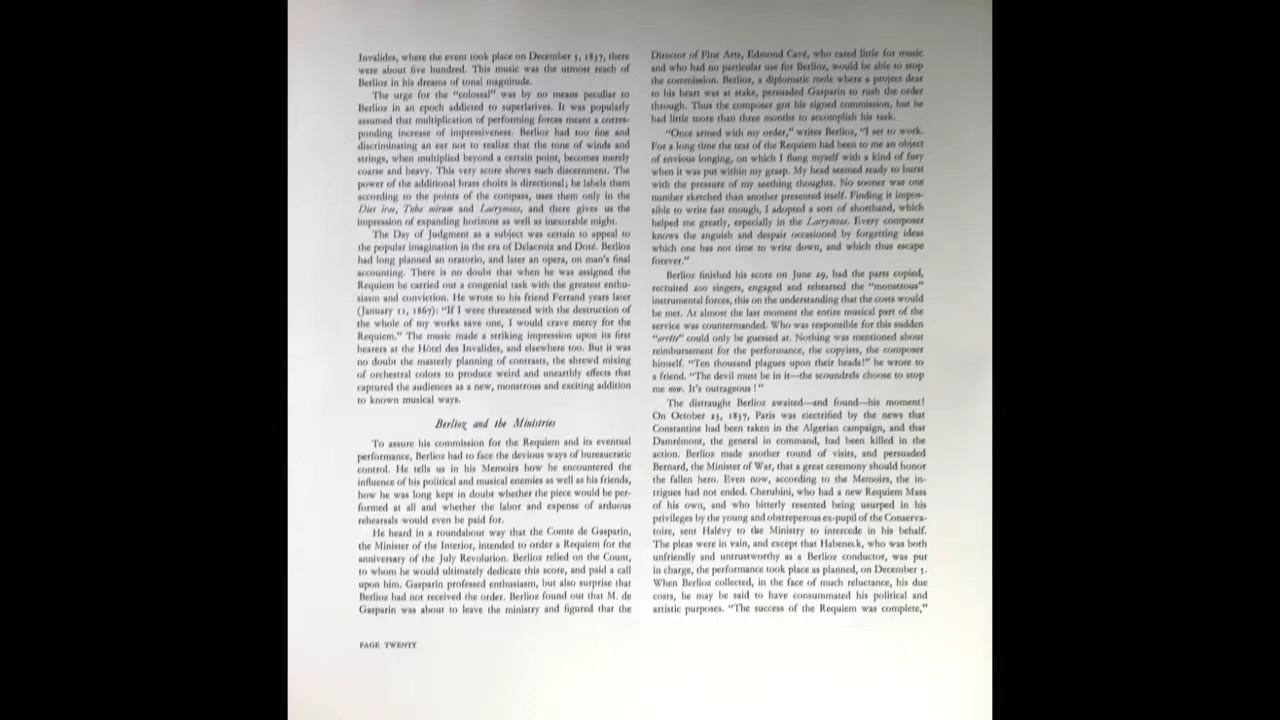 Invalides, where the event took place on December 5, 1837, there
were about five hundred. This music was the utmost reach of
Berlioz in his dreams of tonal magnitude.
The urge for the "colossal" was by no means peculiar to
Berlioz in an epoch addicted to superlatives. It was popularly
assumed that multiplication of performing forces meant a corres-
ponding increase of impressiveness. Berlioz had too fine and
discriminating an ear not to realize that the tone of winds and
strings, when multiplied beyond a certain point, becomes merely
coarse and heavy. This very score shows such discernment. The
power of the additional brass choirs is directional; he labels them
according to the points of the compass, uses them only in the
Dies irae, Tuba mirum and Lacrymosa, and there gives us the
impression of expanding horizons as well as inexorable might.
The Day of Judgment as a subject was certain to appeal to
the popular imagination in the era of Delacroix and Doré. Berlioz
had long planned an oratorio, and later an opera, on man's final
accounting. There is no doubt that when he was assigned the
Requiem he carried out a congenial task with the greatest enthu-
siasm and conviction. He wrote to his friend Ferrand years later
(January 11, 1867): "If I were threatened with the destruction of
the whole of my works save one, I would crave mercy for the
Requiem." The music made a striking impression upon its first
hearers at the Hôtel des Invalides, and elsewhere too. But it was
no doubt the masterly planning of contrasts, the shrewd mixing
of orchestral colors to produce weird and unearthly effects that
captured the audiences as a new, monstrous and exciting addition
to known musical ways.
Berlioz and the Ministries
To assure his commission for the Requiem and its eventual
performance, Berlioz had to face the devious ways of bureaucratic
control. He tells us in his Memoirs how he encountered the
influence of his political and musical enemies as well as his friends,
how he was long kept in doubt whether the piece would be per-
formed at all and whether the labor and expense of arduous
rehearsals would even be paid for.
He heard in a roundabout way that the Comte de Gasparin,
the Minister of the Interior, intended to order a Requiem for the
anniversary of the July Revolution. Berlioz relied on the Count,
to whom he would ultimately dedicate this score, and paid a call
upon him. Gasparin professed enthusiasm, but also surprise that
Berlioz had not received the order. Berlioz found out that M. de
Gasparin was about to leave the ministry and figured that the
Director of Fine Arts, Edmond Cavé, who cared little for music
and who had no particular use for Berlioz, would be able to stop
the commission. Berlioz, a diplomatic mole where a project dear
to his heart was at stake, persuaded Gasparin to rush the order
through. Thus the composer got his signed commission, but he
had little more than three months to accomplish his task.
"Once armed with my order," writes Berlioz, "I set to work.
For a long time the text of the Requiem had been to me an object
of envious longing, on which I flung myself with a kind of fury
when it was put within my grasp. My head seemed ready to burst
with the pressure of my seething thoughts. No sooner was one
number sketched than another presented itself. Finding it impos-
sible to write fast enough, I adopted a sort of shorthand, which
helped me greatly, especially in the Lacrymosa. Every composer
knows the anguish and despair occasioned by forgetting ideas
which one has not time to write down, and which thus escape
forever."
Berlioz finished his score on June 29, had the parts copied,
recruited 200 singers, engaged and rehearsed the "monstrous"
instrumental forces, this on the understanding that the costs would
be met. At almost the last moment the entire musical part of the
service was countermanded. Who was responsible for this sudden
"arrête" could only be guessed at. Nothing was mentioned about
reimbursement for the performance, the copyists, the composer
himself. "Ten thousand plagues upon their heads!" he wrote to
a friend. "The devil must be in it—the scoundrels choose to stop
me now. It's outrageous!"
The distraught Berlioz awaited—and found—his moment!
On October 23, 1837, Paris was electrified by the news that
Constantine had been taken in the Algerian campaign, and that
Damrémont, the general in command, had been killed in the
action. Berlioz made another round of visits, and persuaded
Bernard, the Minister of War, that a great ceremony should honor
the fallen hero. Even now, according to the Memoirs, the in-
trigues had not ended. Cherubini, who had a new Requiem Mass
of his own, and who bitterly resented being usurped in his
privileges by the young and obstreperous ex-pupil of the Conserva-
toire, sent Halévy to the Ministry to intercede in his behalf.
The pleas were in vain, and except that Habeneck, who was both
unfriendly and untrustworthy as a Berlioz conductor, was put
in charge, the performance took place as planned, on December 5.
When Berlioz collected, in the face of much reluctance, his due
costs, he may be said to have consummated his political and
artistic purposes. "The success of the Requiem was complete,"
PAGE TWENTY